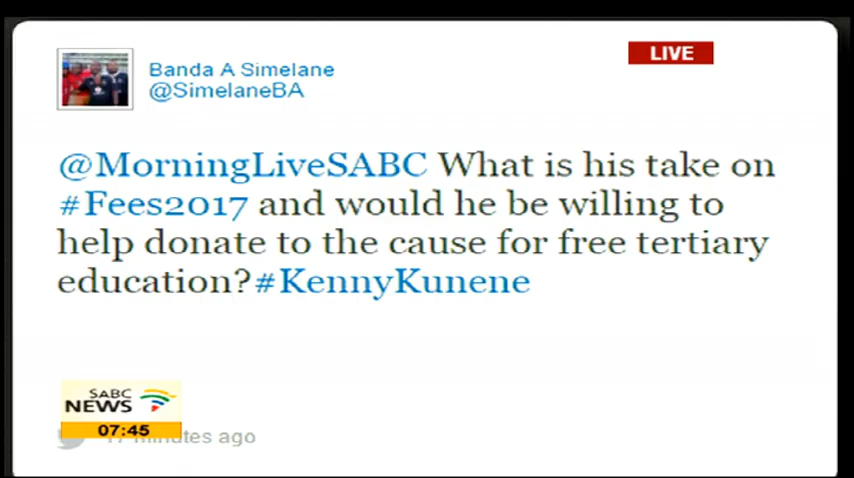 LIVE
Banda A Simelane
@SimelaneBA
@MorningLiveSABC What is his take on
#Fees2017 and would he be willing to
help donate to the cause for free tertiary
education?#KennyKunene
SABC
NEWS
07:45
17 Minutes ago